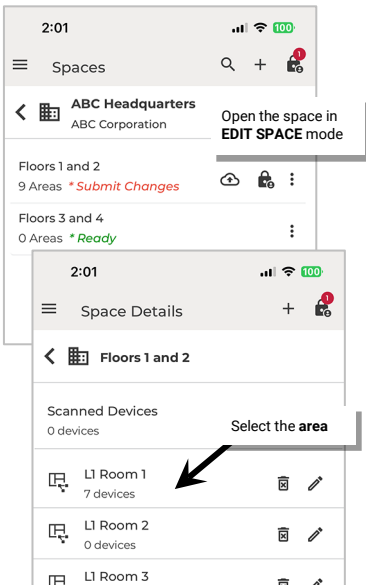 2:01
100
Spaces
1
ABC Headquarters
ABC Corporation
Open the space in
EDIT SPACE mode
Floors 1 and 2
9 Areas * Submit Changes
Floors 3 and 4
0 Areas * Ready
2:01
100
Space Details
1
Floors 1 and 2
Scanned Devices
0 devices
Select the area
L1 Room 1
7 devices
L1 Room 2
0 devices
L1 Room 3